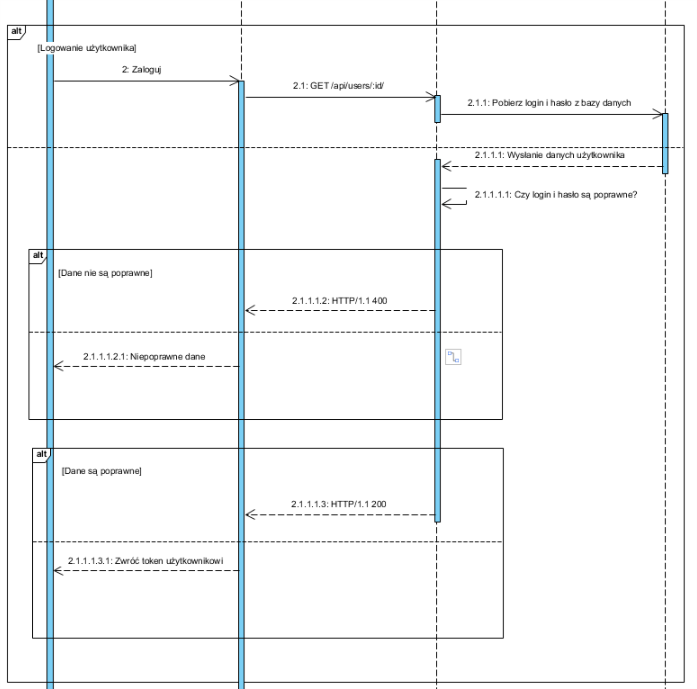 alt
[Logowanie użytkownika]
2: Zaloguj
2.1: GET /api/users/:id/
2.1.1: Pobierz login i hasło z bazy danych
2.1.1.1: Wysłanie danych użytkownika
2.1.1.1.1: Czy login i hasło są poprawne?
alt
[Dane nie są poprawne]
2.1.1.1.2: HTTP/1.1 400
2.1.1.1.2.1: Niepoprawne dane
alt
[Dane są poprawne]
2.1.1.1.3: HTTP/1.1 200
2.1.1.1.3.1: Zwróć token użytkownikowi